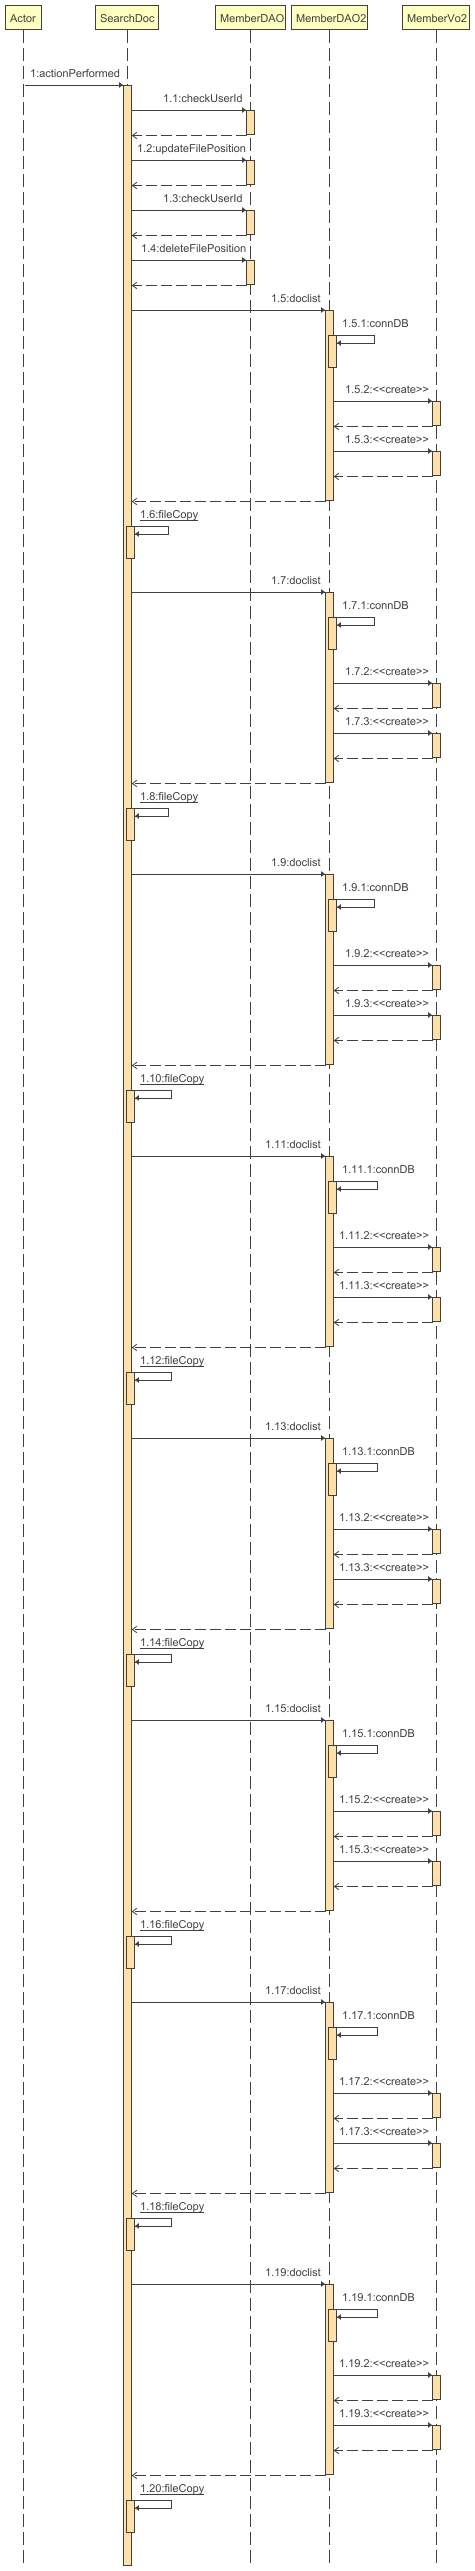 Actor
SearchDoc
MemberDAO
MemberDAO2
MemberVo2
1:actionPerformed
1.1:checkUserId
1.2:updateFilePosition
1.3:checkUserId
1.4:deleteFilePosition
1.5:doclist
1.5.1:connDB
1.5.2:<<create>>
1.5.3:<<create>>
1.6:fileCopy
1.7:doclist
1.7.1:connDB
1.7.2:<<create>>
1.7.3:<<create>>
1.8:fileCopy
1.9:doclist
1.9.1:connDB
1.9.2:<<create>>
1.9.3:<<create>>
1.10:fileCopy
1.11:doclist
1.11.1:connDB
1.11.2:<<create>>
1.11.3:<<create>>
1.12:fileCopy
1.13:doclist
1.13.1:connDB
1.13.2:<<create>>
1.13.3:<<create>>
1.14:fileCopy
1.15:doclist
1.15.1:connDB
1.15.2:<<create>>
1.15.3:<<create>>
1.16:fileCopy
1.17:doclist
1.17.1:connDB
1.17.2:<<create>>
1.17.3:<<create>>
1.18:fileCopy
1.19:doclist
1.19.1:connDB
1.19.2:<<create>>
1.19.3:<<create>>
1.20:fileCopy